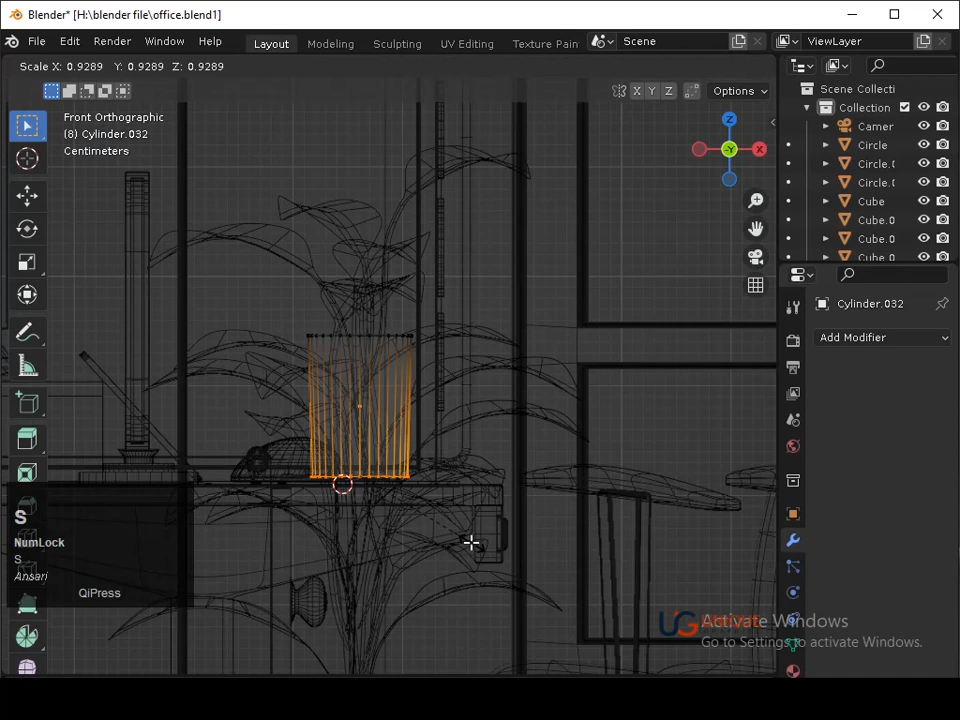 Blender* [H:\blender file\office.blend1]
File Edit Render Window Help Layout Modeling Sculpting UV Editing Texture Pain Scene ViewLayer
Scale X: 0.9289 Y: 0.9289 Z: 0.9289
X Y Z Options
Front Orthographic
(8) Cylinder.032
Centimeters
Z
-Y
X
Scene Collecti
Collection
Camer
Circle
Circle.
Circle.
Cube
Cube.0
Cube.0
Cube.0
Cylinder.032
Add Modifier
S
NumLock
S
Ansari
QiPress
UG
Activate Windows
Go to Settings to activate Windows.